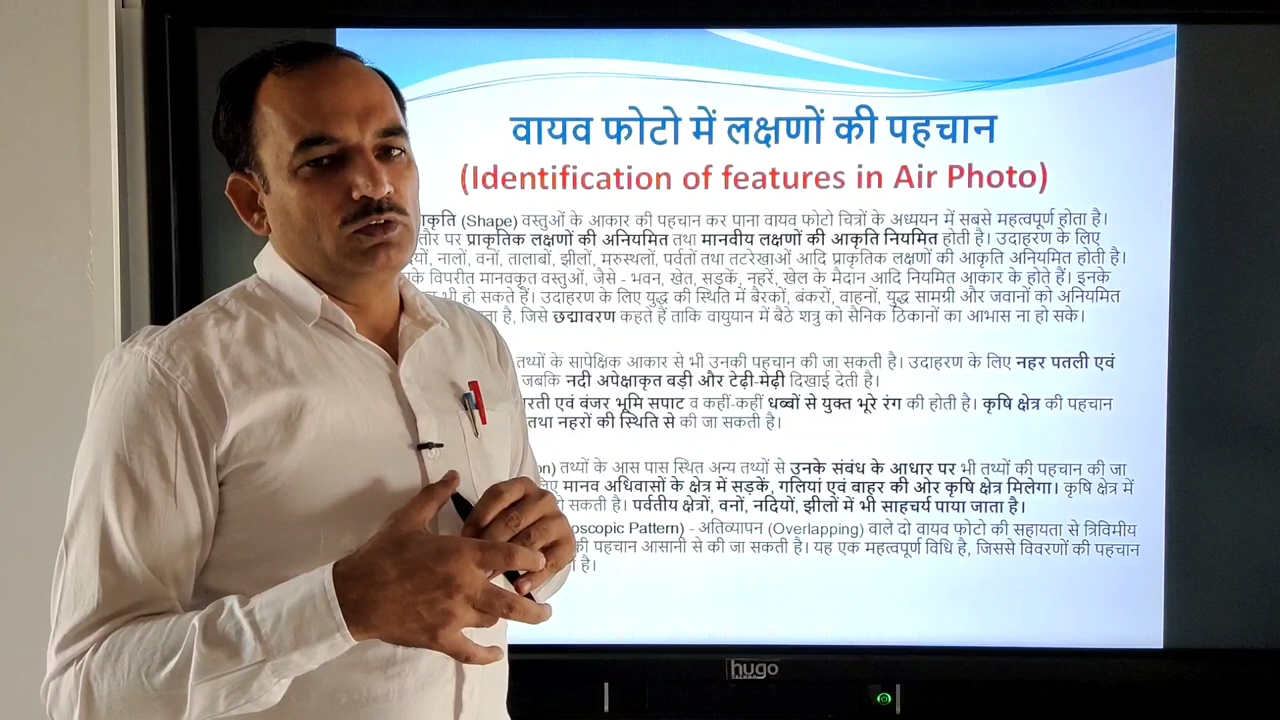 वायव फोटो में लक्षणों की पहचान
(Identification of features in Air Photo)
(Shape) वस्तुओं के आकार की पहचान कर पाना वायव फोटो चित्रों के अध्ययन में सबसे महत्वपूर्ण होता है।
तौर पर प्राकृतिक लक्षणों की अनियमित तथा मानवीय लक्षणों की आकृति नियमित होती है। उदाहरण के लिए
नालों, वनों, तालाबों, झीलों, मरुस्थलों, पर्वतों तथा तटरेखाओं आदि प्राकृतिक लक्षणों की आकृति अनियमित होती है।
विपरीत मानवकृत वस्तुओं, जैसे - भवन, खेत, सड़कें, नहरें, खेल के मैदान आदि नियमित आकार के होते हैं। इनके
भी हो सकते हैं। उदाहरण के लिए युद्ध की स्थिति में बैरकों, बंकरों, वाहनों, युद्ध सामग्री और जवानों को अनियमित
है, जिसे छद्मावरण कहते हैं ताकि वायुयान में बैठे शत्रु को सैनिक ठिकानों का आभास ना हो सके।
तथ्यों के सापेक्षिक आकार से भी उनकी पहचान की जा सकती है। उदाहरण के लिए नहर पतली एवं
जबकि नदी अपेक्षाकृत बड़ी और टेढ़ी-मेढ़ी दिखाई देती है।
एवं बंजर भूमि सपाट व कहीं-कहीं धब्बों से युक्त भूरे रंग की होती है। कृषि क्षेत्र की पहचान
तथा नहरों की स्थिति से की जा सकती है।
तथ्यों के आस पास स्थित अन्य तथ्यों से उनके संबंध के आधार पर भी तथ्यों की पहचान की जा
मानव अधिवासों के क्षेत्र में सड़कें, गलियां एवं बाहर की ओर कृषि क्षेत्र मिलेगा। कृषि क्षेत्र में
सकती है। पर्वतीय क्षेत्रों, वनों, नदियों, झीलों में भी साहचर्य पाया जाता है।
Pattern) - अतिव्यापन (Overlapping) वाले दो वायव फोटो की सहायता से त्रिविमीय
की पहचान आसानी से की जा सकती है। यह एक महत्वपूर्ण विधि है, जिससे विवरणों की पहचान
है।
hugo